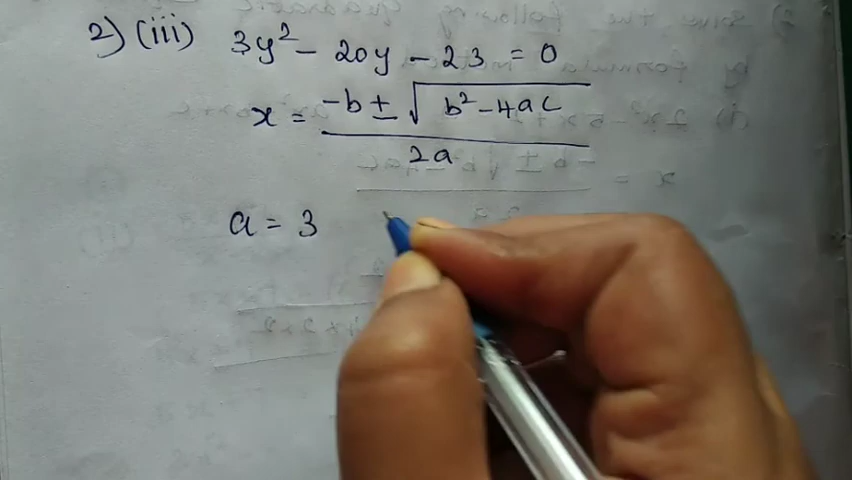 2) (iii) 3y² - 20y - 23 = 0
x = -b ± √(b² - 4ac) / 2a
a = 3